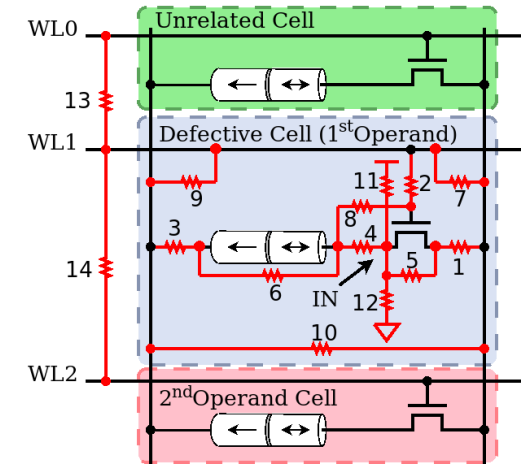 WL0
Unrelated Cell
13
WL1
Defective Cell (1stOperand)
11
2
9
7
8
3
4
5
1
6
14
IN
12
10
WL2
2ndOperand Cell